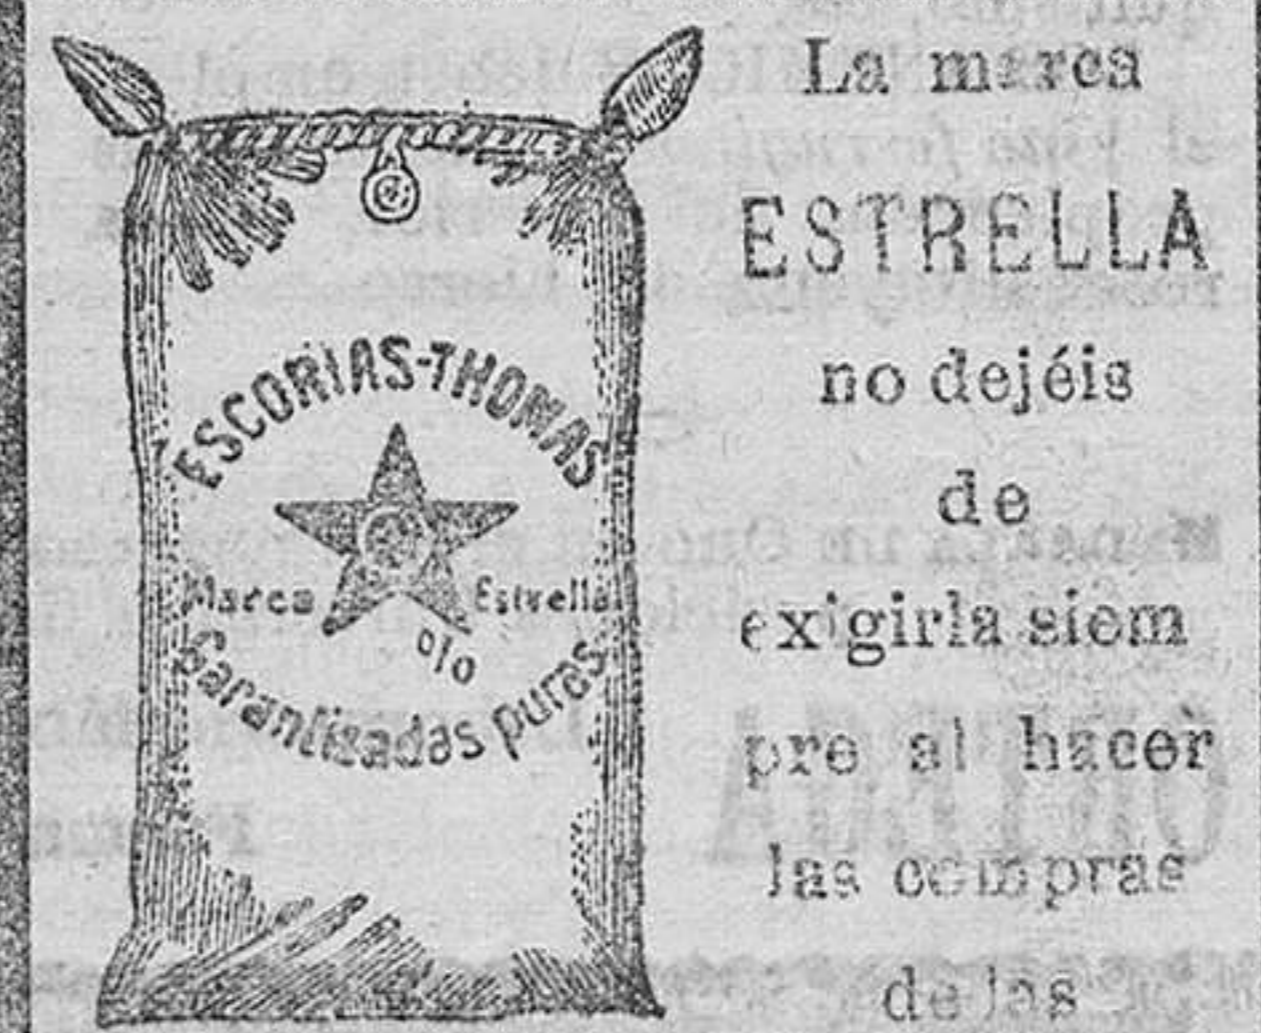 ESCORIAS-THOMAS
Marca Estrella
o/o
Garantizadas puras
La marca
ESTRELLA
no dejéis
de
exigirla siem
pre al hacer
las compras
de las